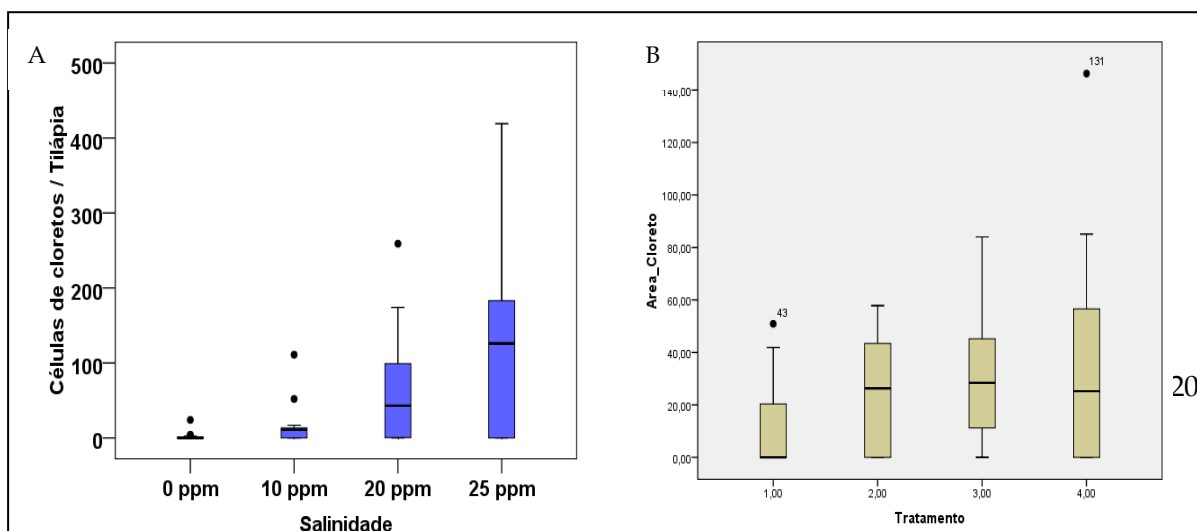 A
Células de cloretos / Tilápia
500
400
300
200
100
0
0 ppm 10 ppm 20 ppm 25 ppm
Salinidade
B
Area_Cloreto
140,00
120,00
100,00
80,00
60,00
40,00
20,00
0,00
43
131
1,00 2,00 3,00 4,00
Tratamento
20